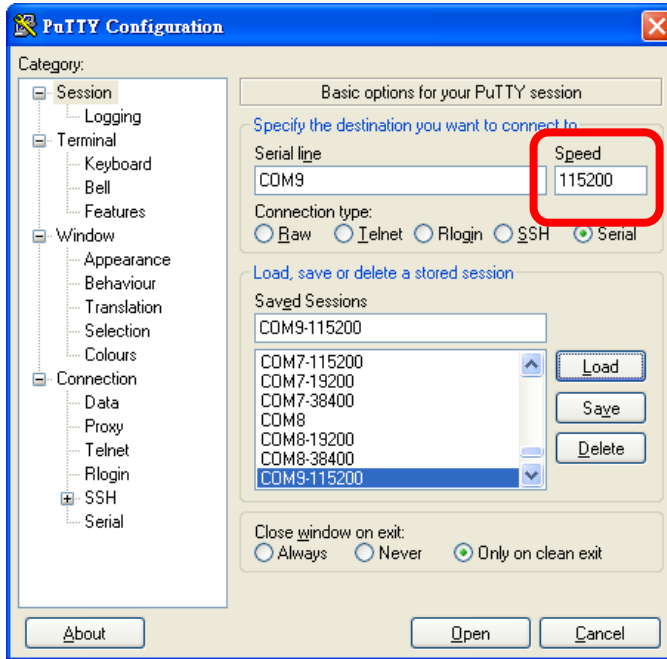 PuTTY Configuration
Category:
Session
Logging
Terminal
Keyboard
Bell
Features
Window
Appearance
Behaviour
Translation
Selection
Colours
Connection
Data
Proxy
Telnet
Rlogin
SSH
Serial
Basic options for your PuTTY session
Specify the destination you want to connect to
Serial line Speed
COM9 115200
Connection type:
Raw Telnet Rlogin SSH Serial
Load, save or delete a stored session
Saved Sessions
COM9-115200
COM7-115200
COM7-19200
COM7-38400
COM8
COM8-19200
COM8-38400
COM9-115200
Load
Save
Delete
Close window on exit:
Always Never Only on clean exit
About Open Cancel